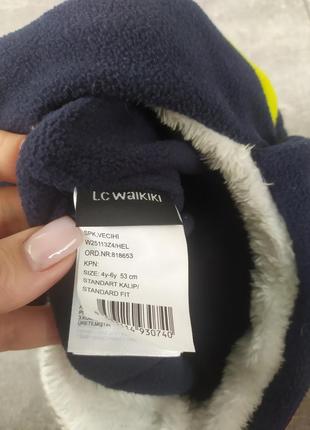 LC WAIKIKI
SPK.VECIHI
W25113Z4/HEL
ORD.NR:818653
KPN:
SIZE: 4y-6y 53 cm
STANDART KALIP/
STANDARD FIT
930740